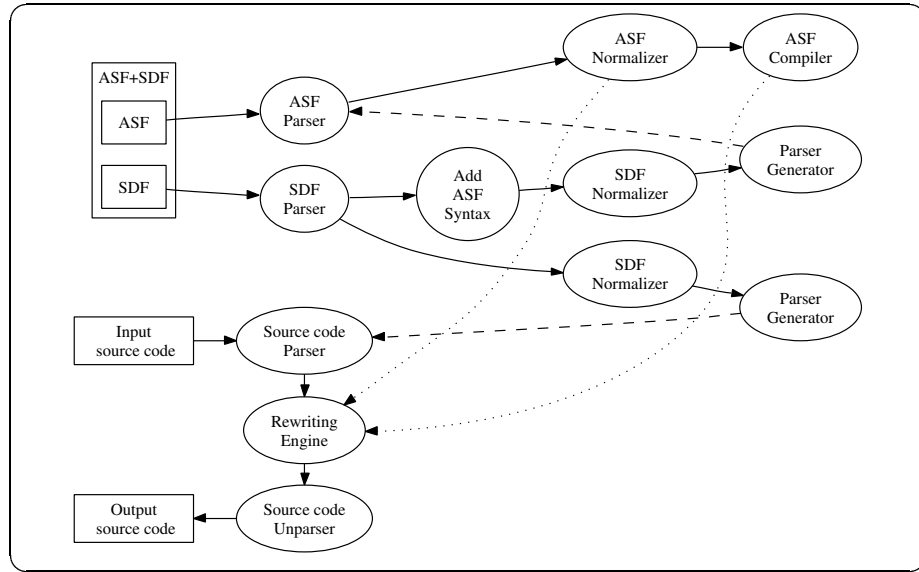 ASF
Normalizer
ASF
Compiler
ASF+SDF
ASF
ASF
Parser
Parser
Generator
SDF
SDF
Parser
Add
ASF
Syntax
SDF
Normalizer
SDF
Normalizer
Parser
Generator
Input
source code
Source code
Parser
Rewriting
Engine
Output
source code
Source code
Unparser